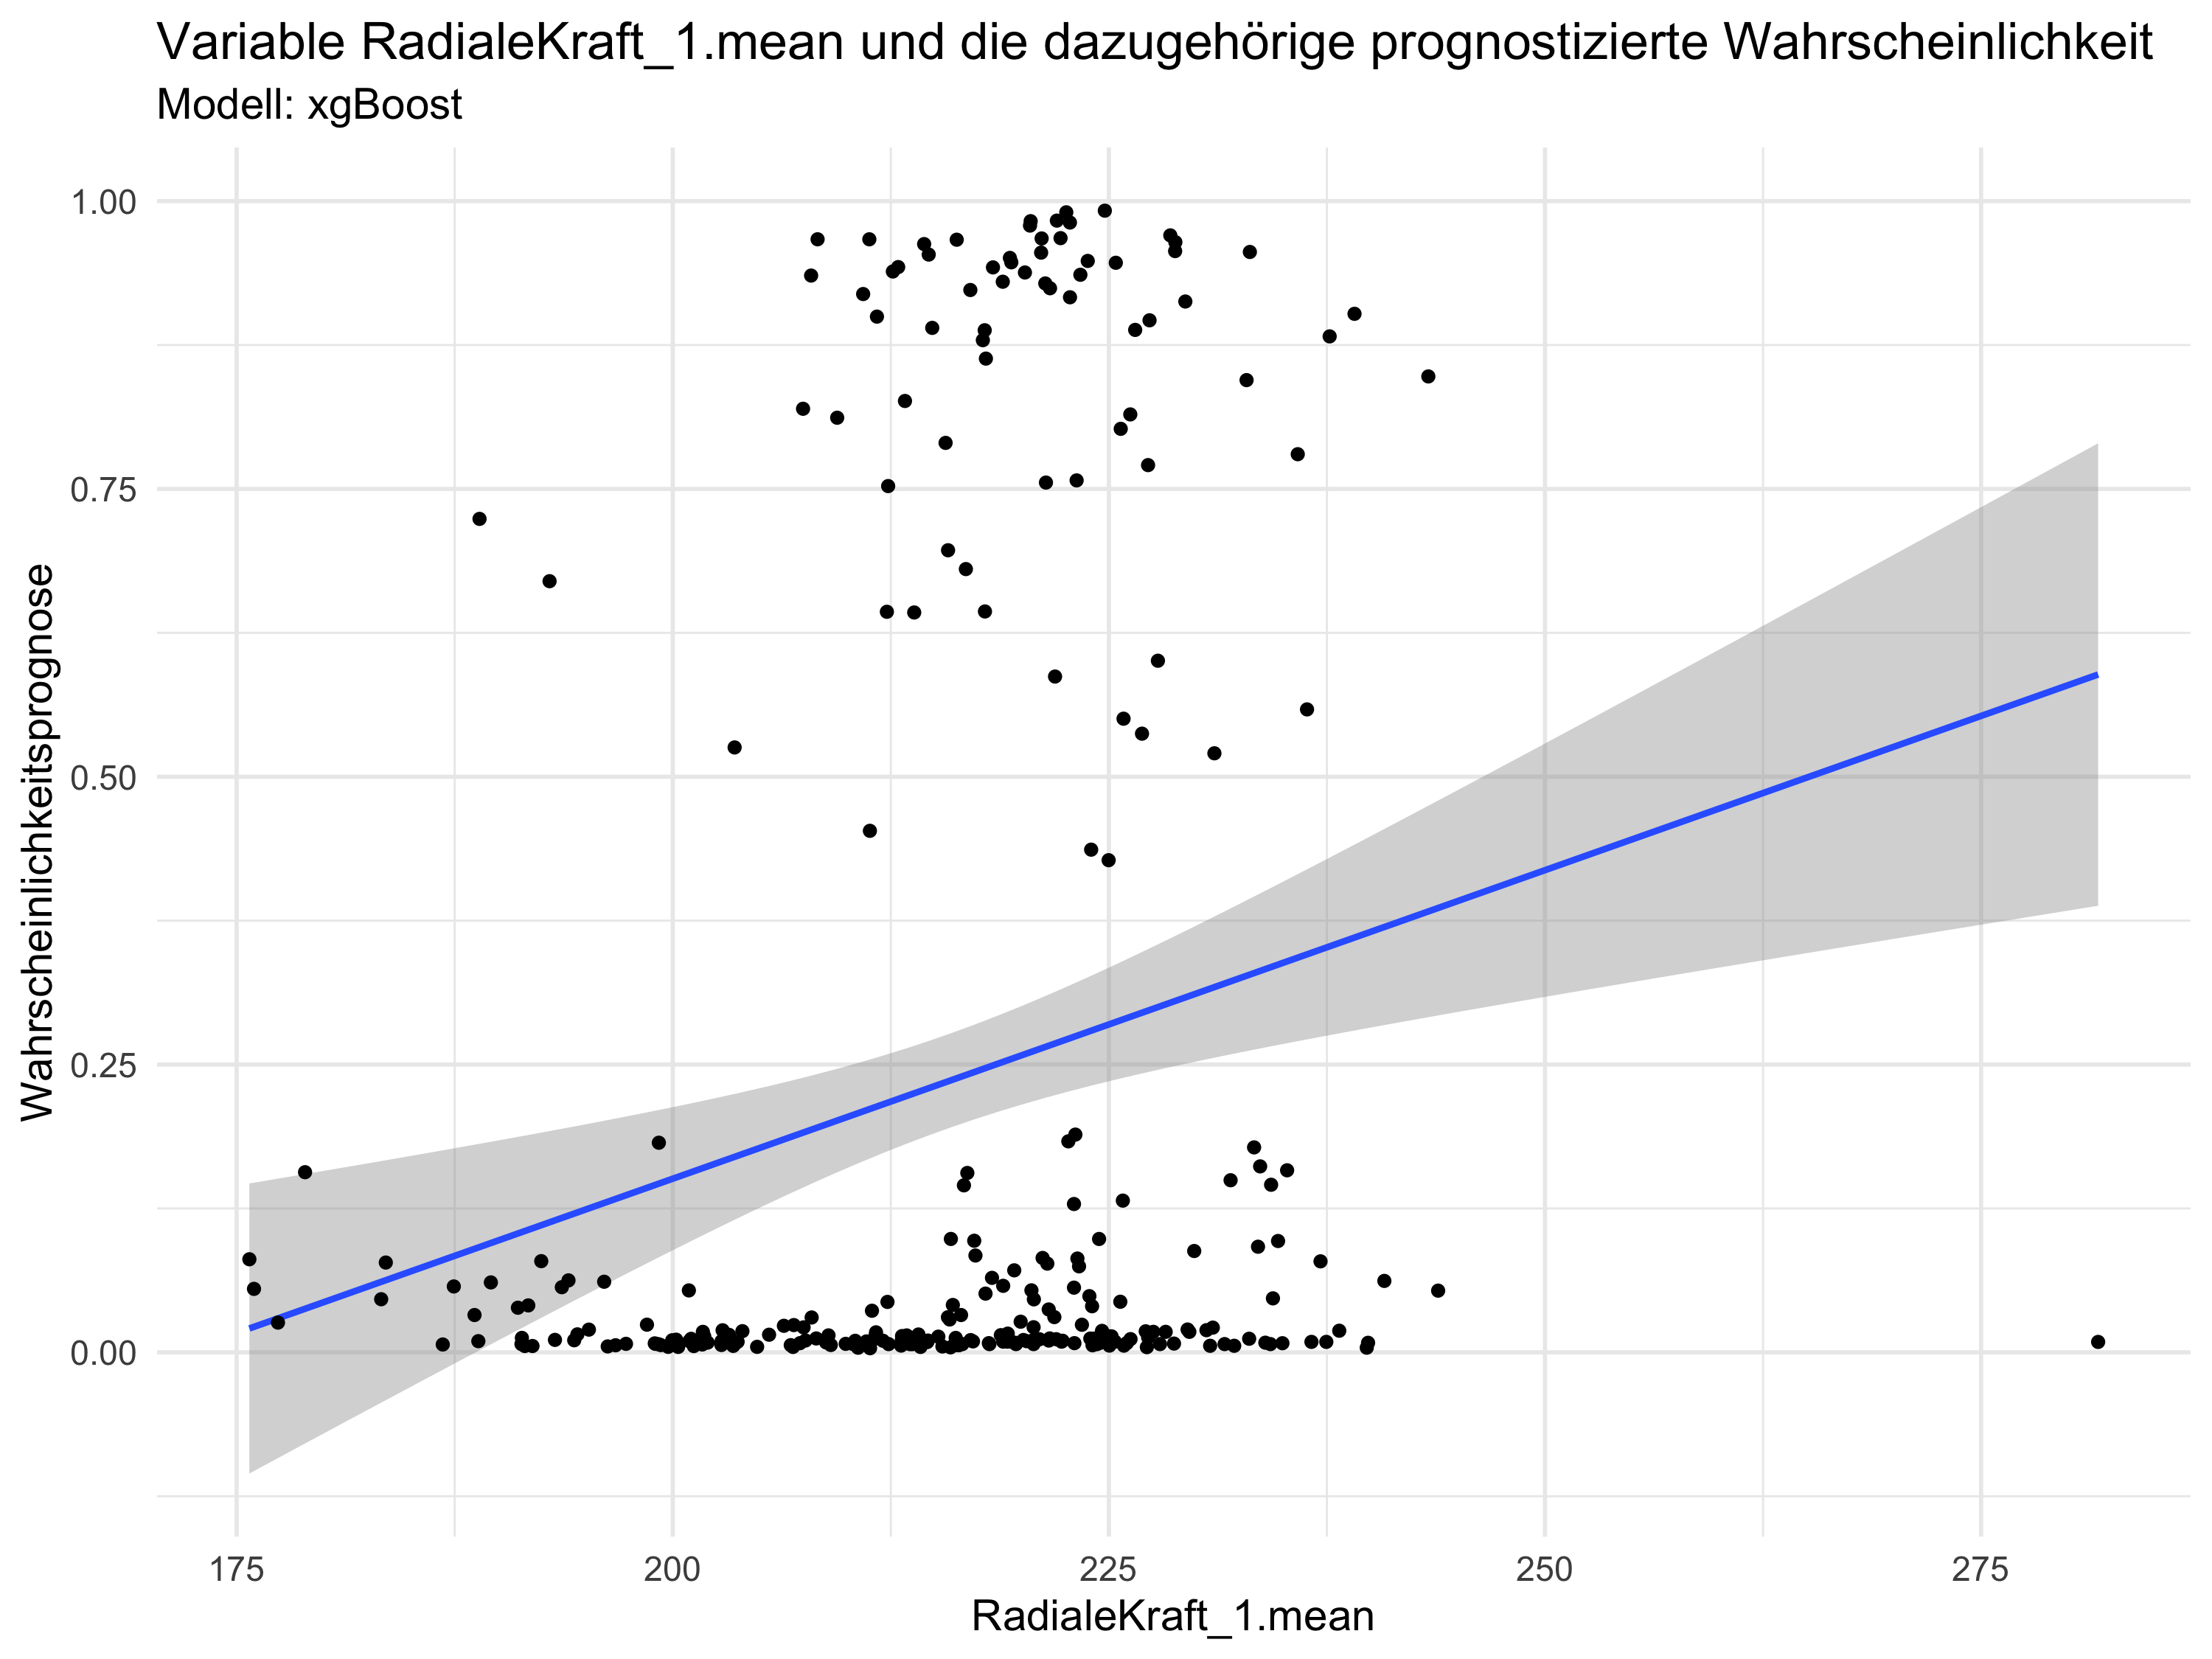 Variable RadialeKraft_1.mean und die dazugehörige prognostizierte Wahrscheinlichkeit
Modell: xgBoost
Wahrscheinlichkeitsprognose
1.00
0.75
0.50
0.25
0.00
175
200
225
250
275
RadialeKraft_1.mean